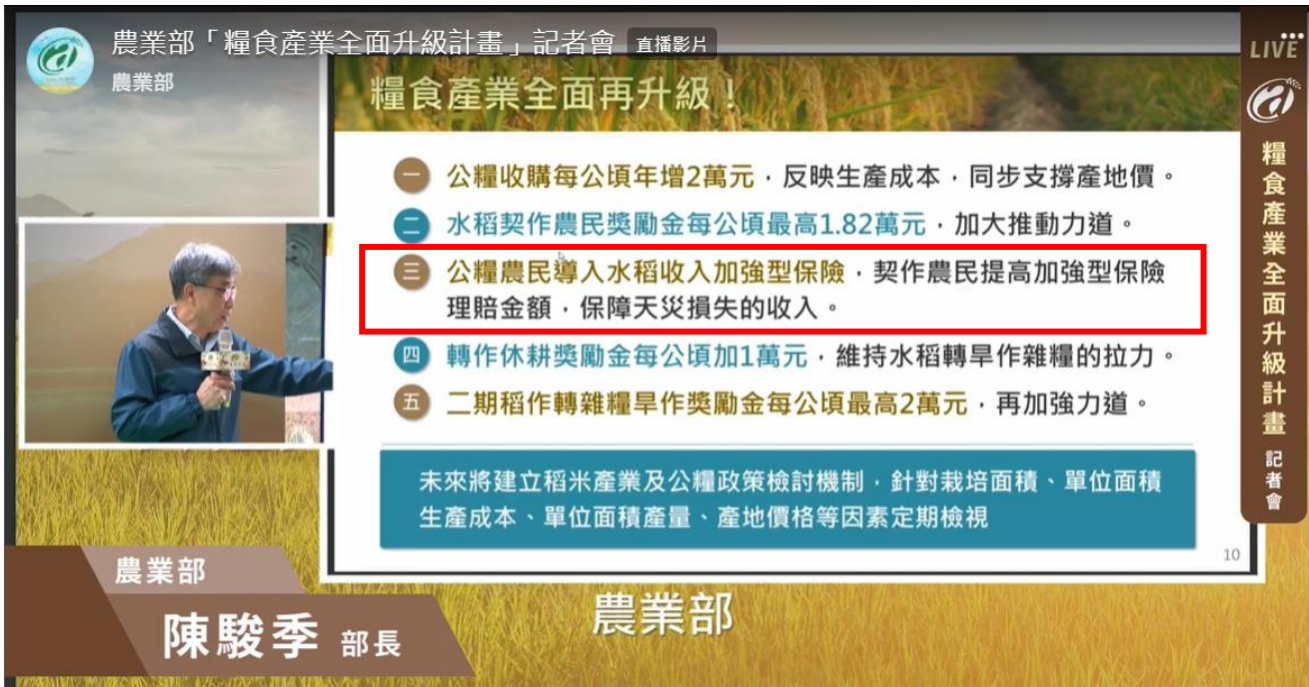 農業部「糧食產業全面升級計畫」記者會 直播影片
農業部
糧食產業全面再升級！
一 公糧收購每公頃年增2萬元，反映生產成本，同步支撐產地價。
二 水稻契作農民獎勵金每公頃最高1.82萬元，加大推動力道。
三 公糧農民導入水稻收入加強型保險，契作農民提高加強型保險
理賠金額，保障天災損失的收入。
四 轉作休耕獎勵金每公頃加1萬元，維持水稻轉旱作雜糧的拉力。
五 二期稻作轉雜糧旱作獎勵金每公頃最高2萬元，再加強力道。
未來將建立稻米產業及公糧政策檢討機制，針對栽培面積、單位面積
生產成本、單位面積產量、產地價格等因素定期檢視
10
LIVE
糧食產業全面升級計畫 記者會
農業部
陳駿季 部長
農業部